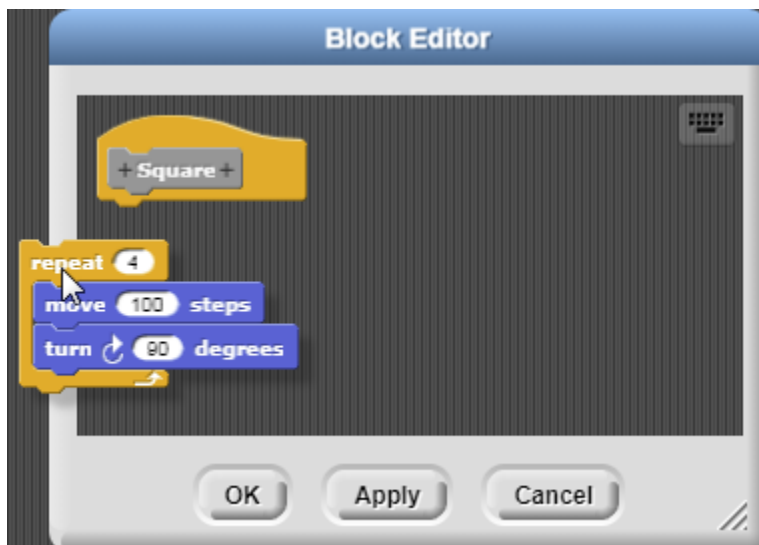 Block Editor
+ Square +
repeat 4
move 100 steps
turn 90 degrees
OK Apply Cancel